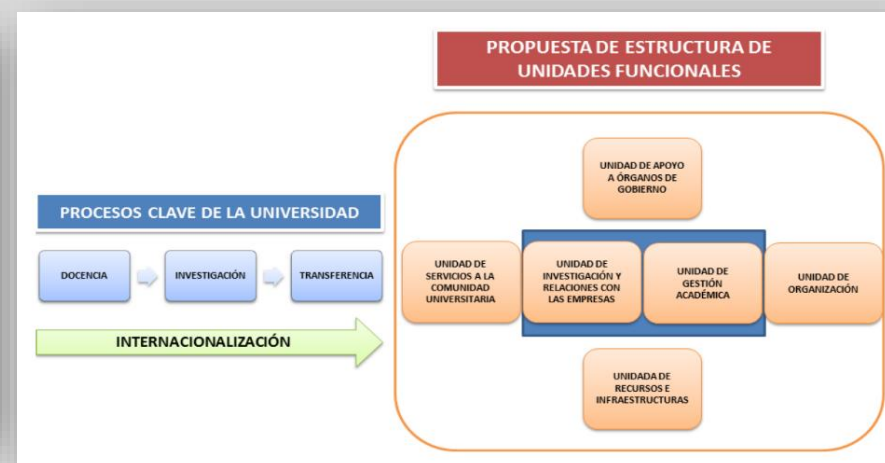 PROPUESTA DE ESTRUCTURA DE
UNIDADES FUNCIONALES
PROCESOS CLAVE DE LA UNIVERSIDAD
DOCENCIA
INVESTIGACIÓN
TRANSFERENCIA
INTERNACIONALIZACIÓN
UNIDAD DE APOYO
A ÓRGANOS DE
GOBIERNO
UNIDAD DE
SERVICIOS A LA
COMUNIDAD
UNIVERSITARIA
UNIDAD DE
INVESTIGACIÓN Y
RELACIONES CON
LAS EMPRESAS
UNIDAD DE
GESTIÓN
ACADÉMICA
UNIDAD DE
ORGANIZACIÓN
UNIDADA DE
RECURSOS E
INFRAESTRUCTURAS